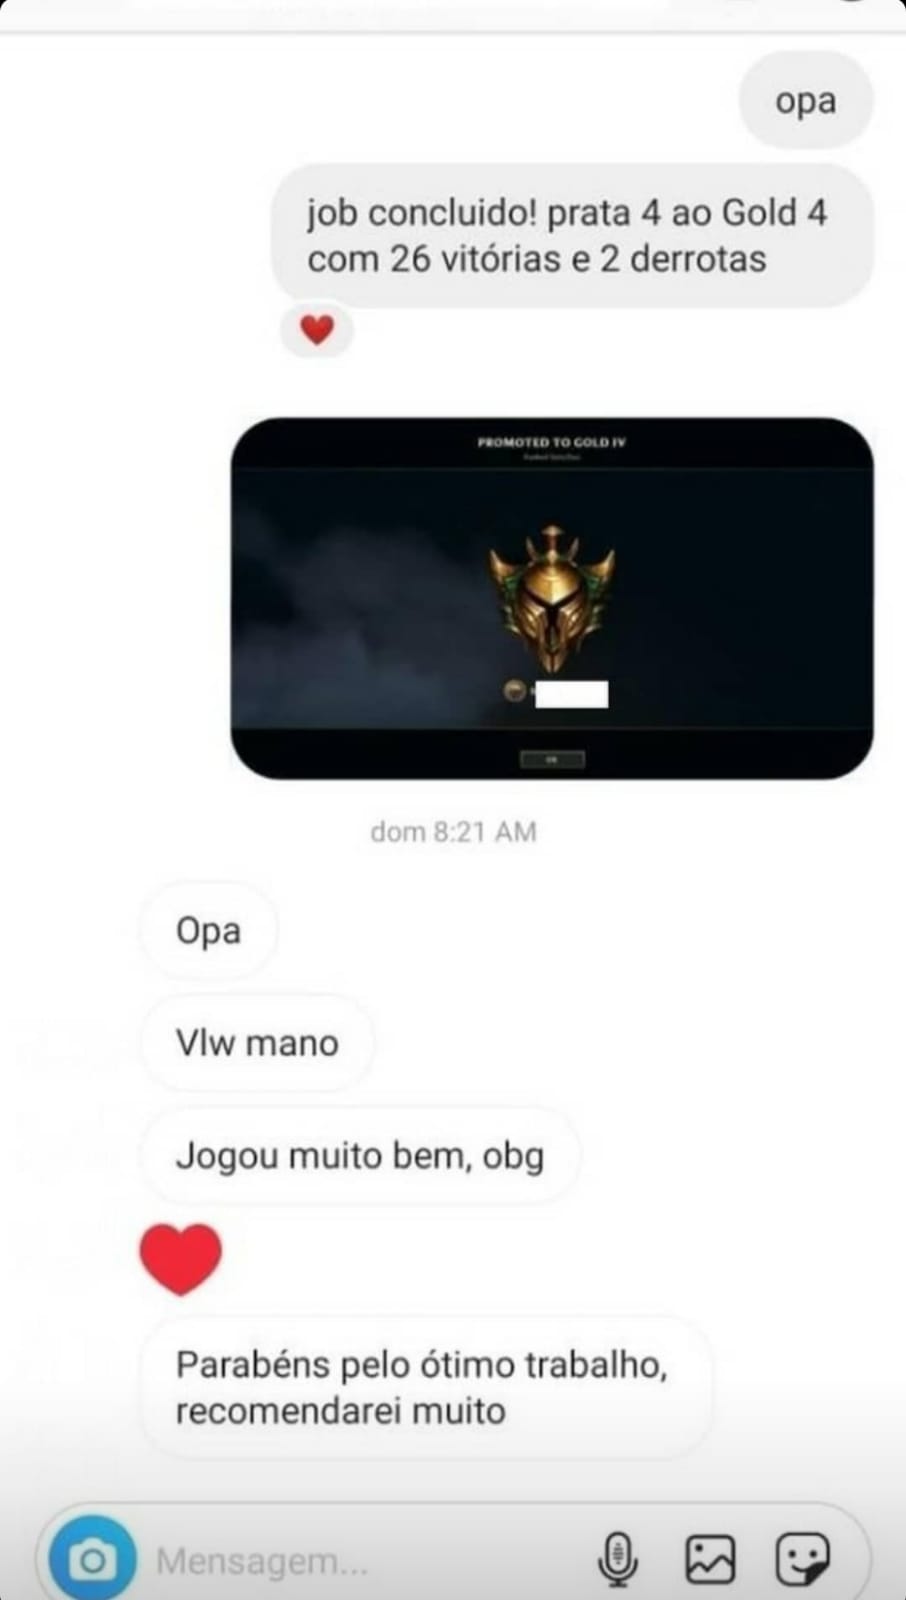 opa
job concluido! prata 4 ao Gold 4
com 26 vitórias e 2 derrotas
PROMOTED TO GOLD IV
dom 8:21 AM
Opa
Vlw mano
Jogou muito bem, obg
Parabéns pelo ótimo trabalho,
recomendarei muito
Mensagem...